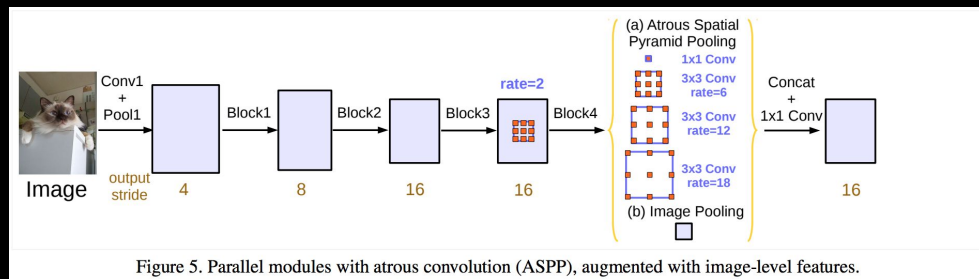 (a) Atrous Spatial
Pyramid Pooling
1x1 Conv
3x3 Conv
rate=6
3x3 Conv
rate=12
3x3 Conv
rate=18
(b) Image Pooling
Conv1
+
Pool1
Block1
Block2
Block3
rate=2
Block4
Concat
+
1x1 Conv
Image
output
stride
4
8
16
16
16
Figure 5. Parallel modules with atrous convolution (ASPP), augmented with image-level features.